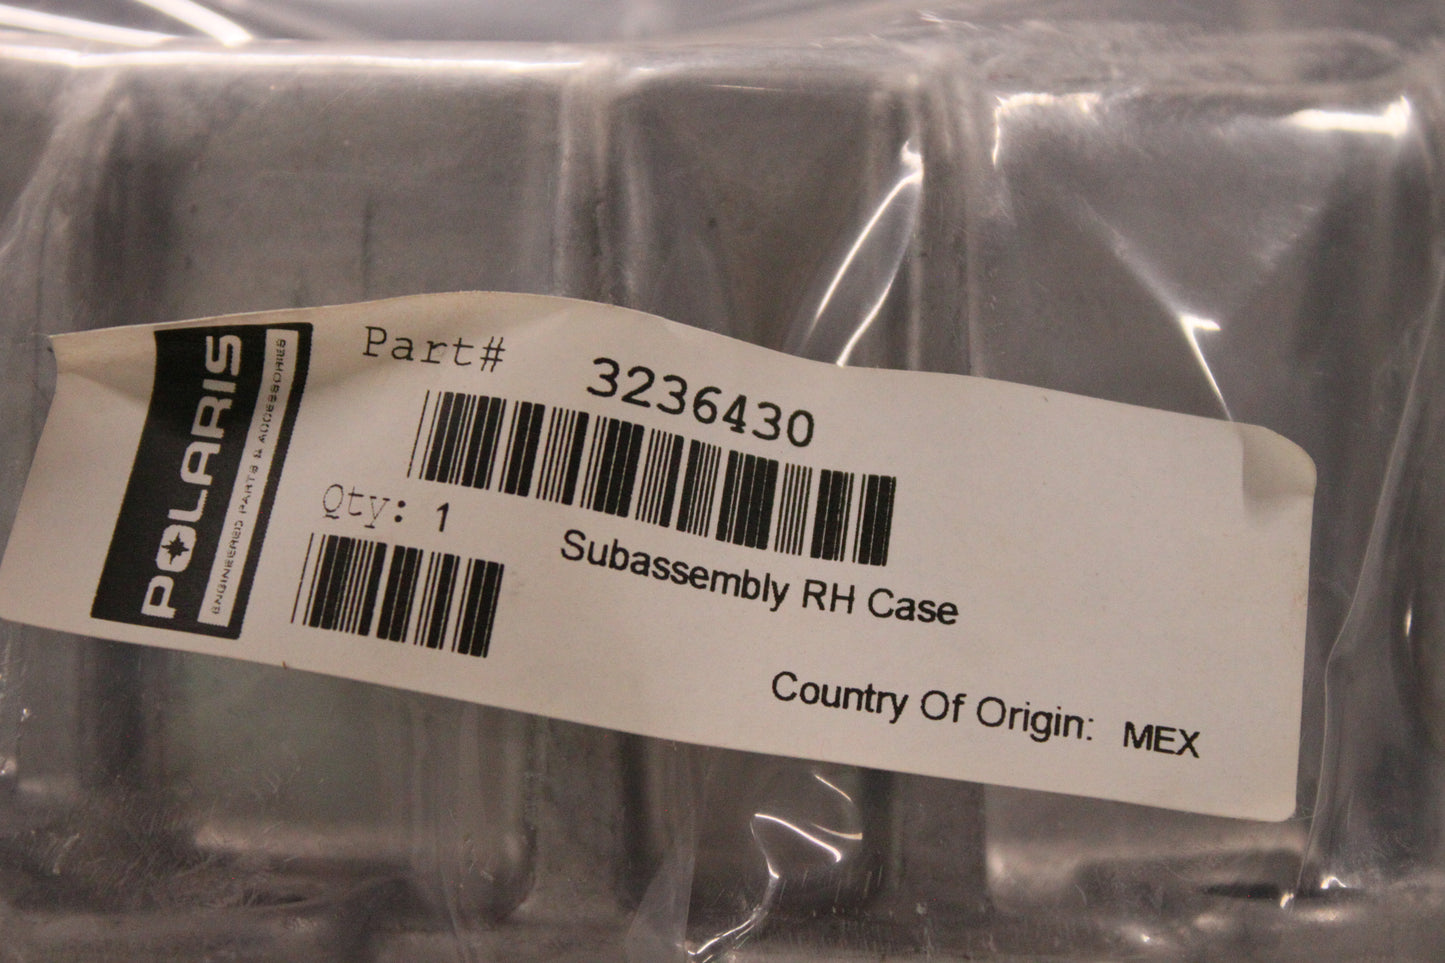 POLARIS
ENGINEERED PARTS & ACCESSORIES
Part# 3236430
Qty: 1
Subassembly RH Case
Country Of Origin: MEX